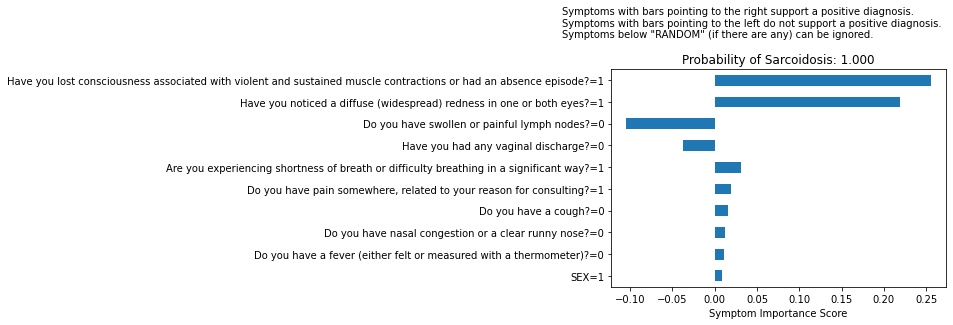 Symptoms with bars pointing to the right support a positive diagnosis.
Symptoms with bars pointing to the left do not support a positive diagnosis.
Symptoms below "RANDOM" (if there are any) can be ignored.
Probability of Sarcoidosis: 1.000
Have you lost consciousness associated with violent and sustained muscle contractions or had an absence episode?=1
Have you noticed a diffuse (widespread) redness in one or both eyes?=1
Do you have swollen or painful lymph nodes?=0
Have you had any vaginal discharge?=0
Are you experiencing shortness of breath or difficulty breathing in a significant way?=1
Do you have pain somewhere, related to your reason for consulting?=1
Do you have a cough?=0
Do you have nasal congestion or a clear runny nose?=0
Do you have a fever (either felt or measured with a thermometer)?=0
SEX=1
−0.10 −0.05 0.00 0.05 0.10 0.15 0.20 0.25
Symptom Importance Score